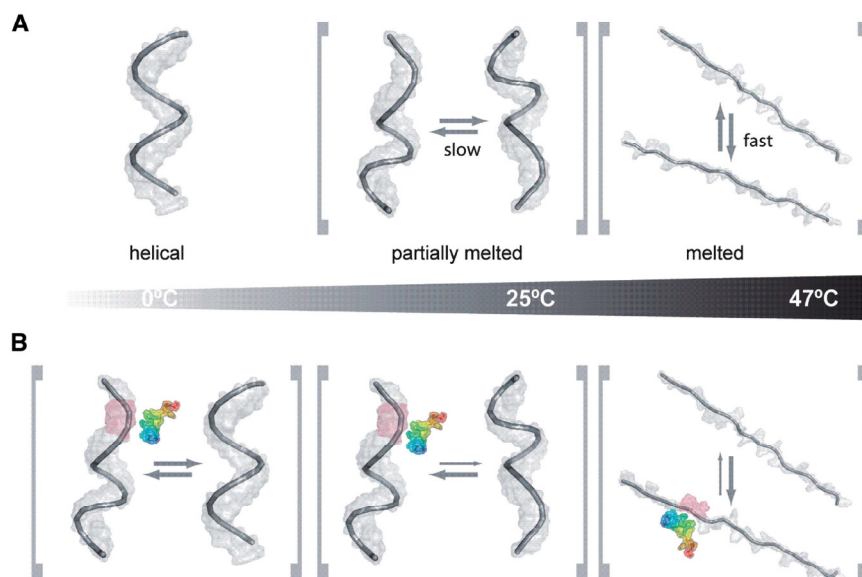 A
slow
fast
helical
partially melted
melted
0ºC
25ºC
47ºC
B